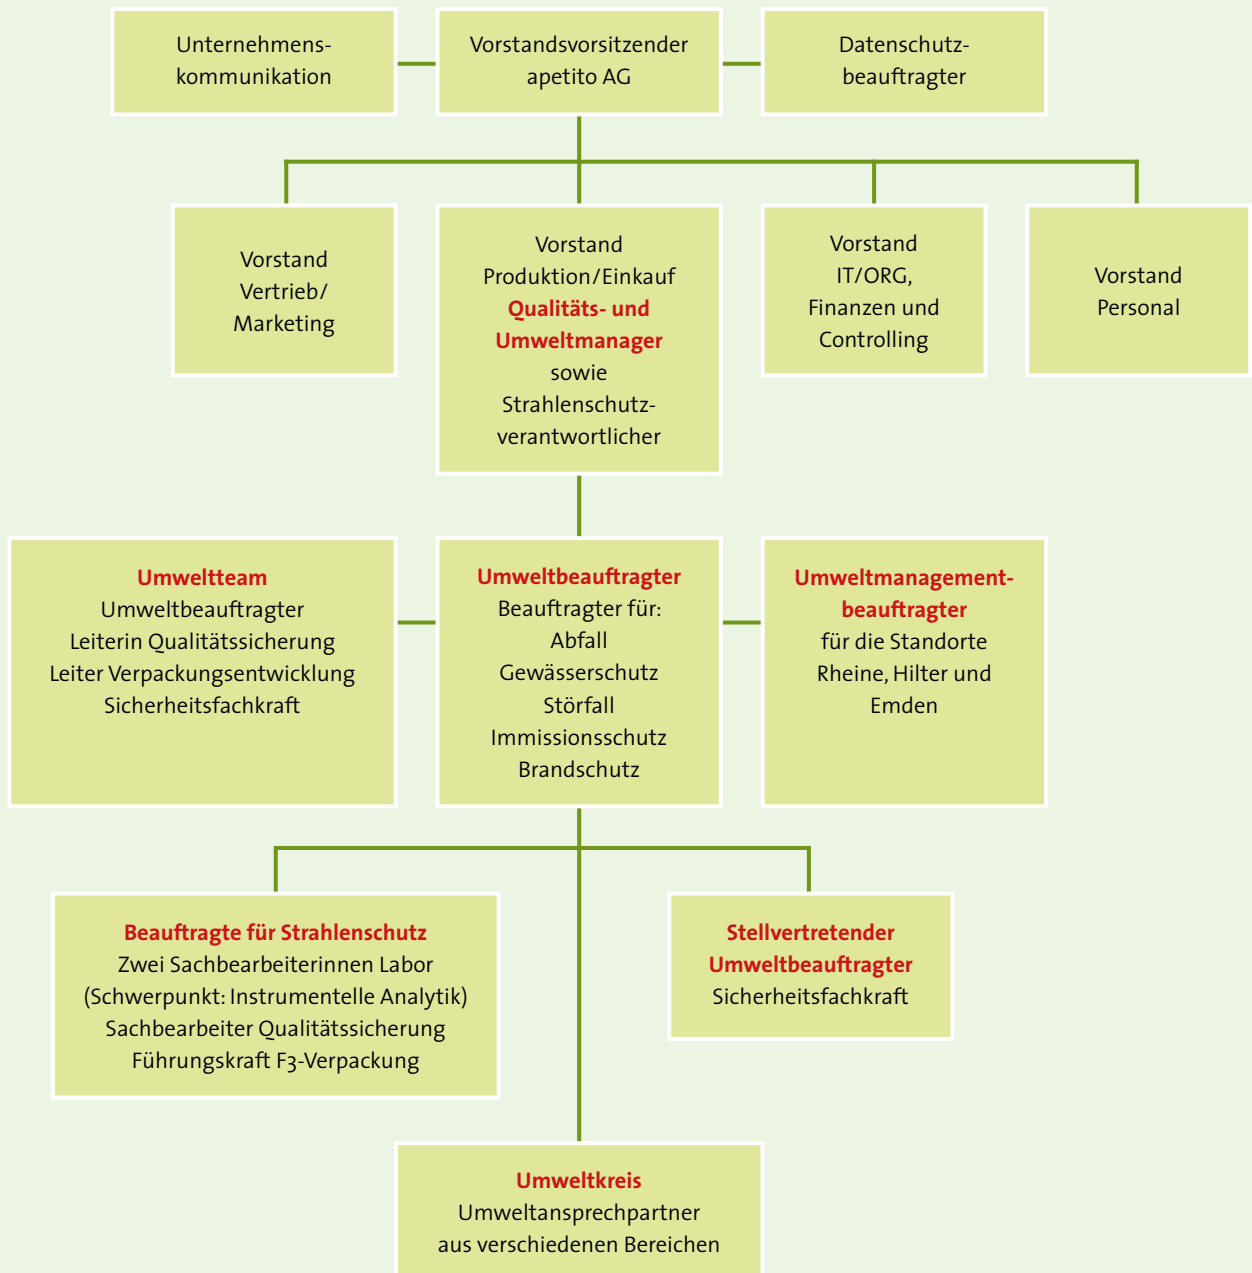 Unternehmens-
kommunikation
Vorstandsvorsitzender
apetito AG
Datenschutz-
beauftragter
Vorstand
Vertrieb/
Marketing
Vorstand
Produktion/Einkauf
Qualitäts- und
Umweltmanager
sowie
Strahlenschutz-
verantwortlicher
Vorstand
IT/ORG,
Finanzen und
Controlling
Vorstand
Personal
Umweltteam
Umweltbeauftragter
Leiterin Qualitätssicherung
Leiter Verpackungsentwicklung
Sicherheitsfachkraft
Umweltbeauftragter
Beauftragter für:
Abfall
Gewässerschutz
Störfall
Immissionsschutz
Brandschutz
Umweltmanagement-
beauftragter
für die Standorte
Rheine, Hilter und
Emden
Beauftragte für Strahlenschutz
Zwei Sachbearbeiterinnen Labor
(Schwerpunkt: Instrumentelle Analytik)
Sachbearbeiter Qualitätssicherung
Führungskraft F3-Verpackung
Stellvertretender
Umweltbeauftragter
Sicherheitsfachkraft
Umweltkreis
Umweltansprechpartner
aus verschiedenen Bereichen